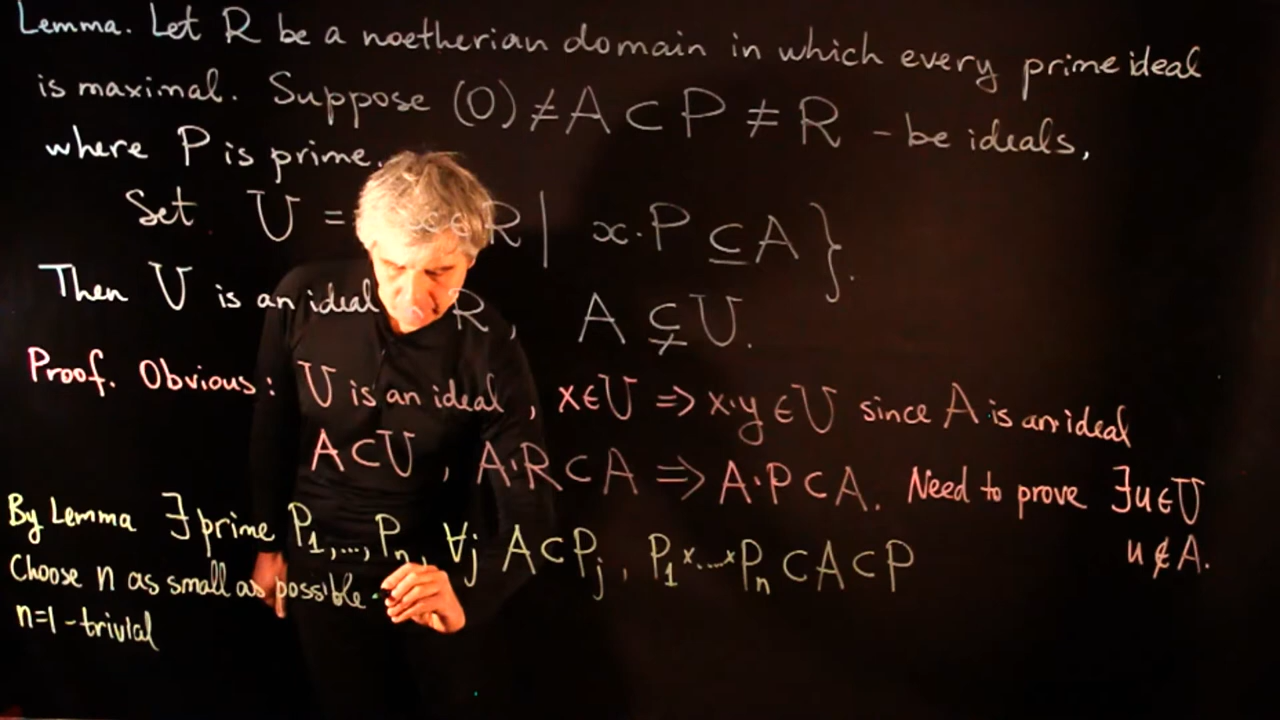 Lemma. Let R be a noetherian domain in which every prime ideal
is maximal. Suppose (0) ≠ A ⊂ P ≠ R - be ideals,
where P is prime.
Set U = x ∈ R | x·P ⊆ A }.
Then U is an ideal R, A ⊊ U.
Proof. Obvious: U is an ideal, x∈U => x·y ∈ U since A is an ideal
A⊂U, A·R⊂A => A·P⊂A. Need to prove ∃u∈U
u∉A.
By Lemma ∃ prime P₁,...,Pₙ, ∀j A⊂Pⱼ, P₁×...×Pₙ⊂A⊂P
Choose n as small as possible -
n=1 - trivial